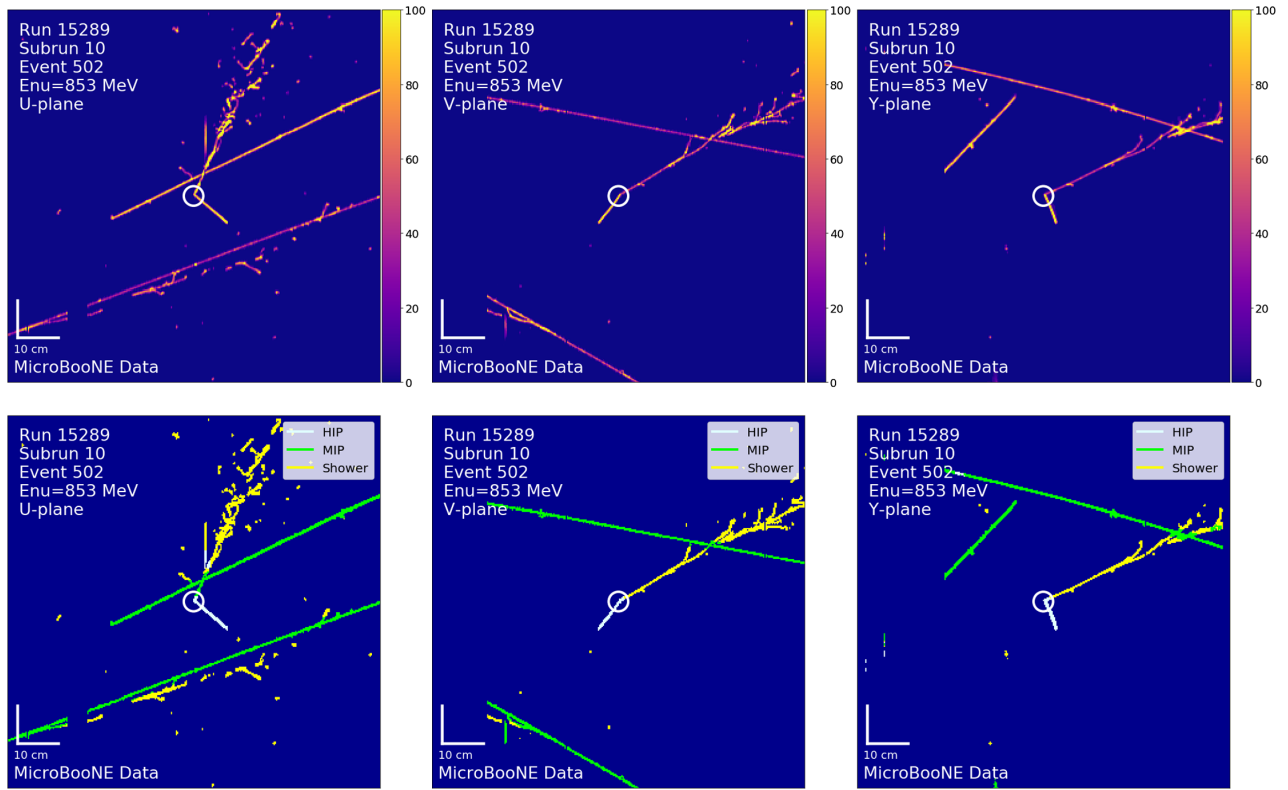 Run 15289
Subrun 10
Event 502
Enu=853 MeV
U-plane
10 cm
MicroBooNE Data
100
80
60
40
20
0
Run 15289
Subrun 10
Event 502
Enu=853 MeV
V-plane
10 cm
MicroBooNE Data
100
80
60
40
20
0
Run 15289
Subrun 10
Event 502
Enu=853 MeV
Y-plane
10 cm
MicroBooNE Data
100
80
60
40
20
0
Run 15289
Subrun 10
Event 502
Enu=853 MeV
U-plane
HIP
MIP
Shower
10 cm
MicroBooNE Data
Run 15289
Subrun 10
Event 502
Enu=853 MeV
V-plane
HIP
MIP
Shower
10 cm
MicroBooNE Data
Run 15289
Subrun 10
Event 502
Enu=853 MeV
Y-plane
HIP
MIP
Shower
10 cm
MicroBooNE Data